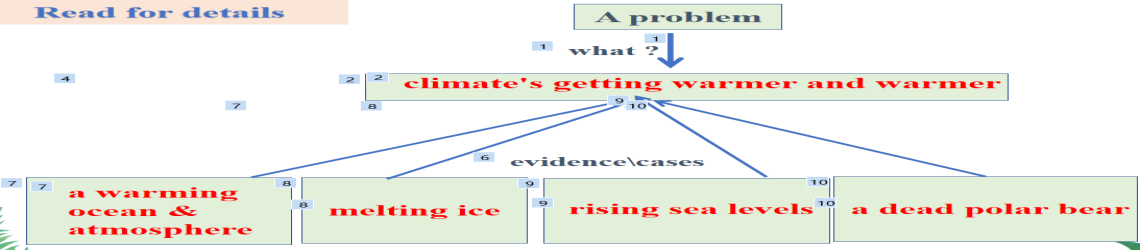 Read for details
A problem
1
1 what ?
4
2 2 climate's getting warmer and warmer
7 8 9 10
6 evidence\cases
7 7 8 9 10
a warming
ocean &
atmosphere
8 melting ice
9 rising sea levels
10 a dead polar bear